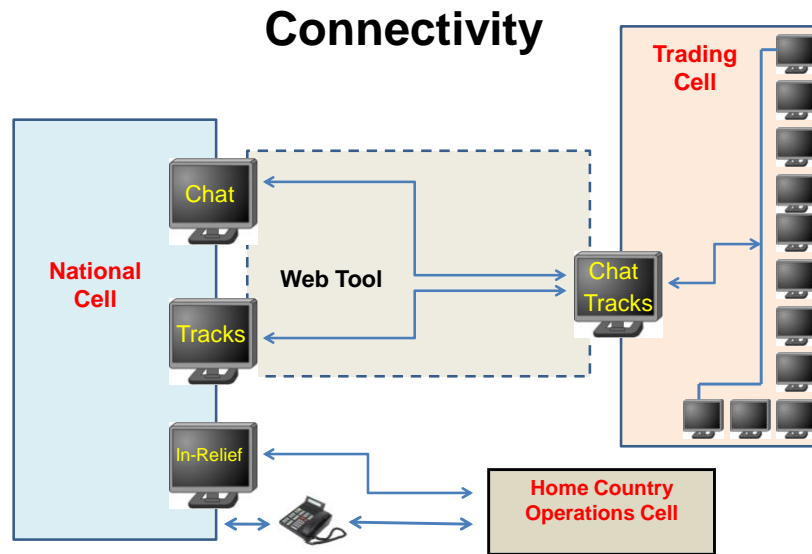 Connectivity
Trading
Cell
Chat
National
Cell
Web Tool
Chat
Tracks
Tracks
In-Relief
Home Country
Operations Cell